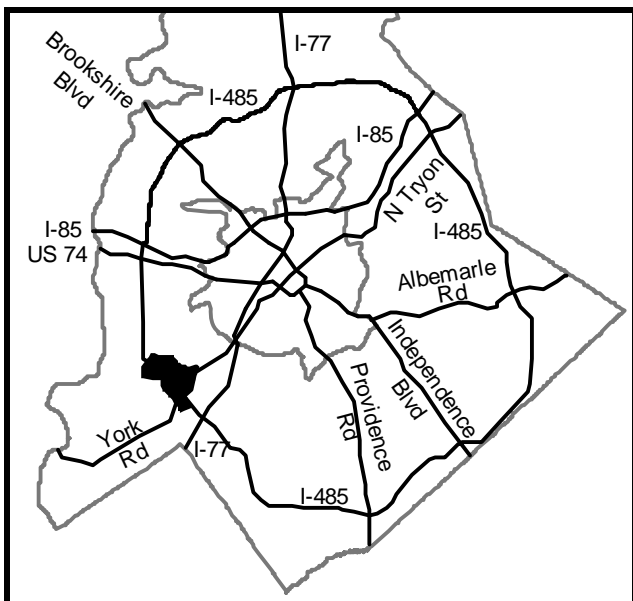 I-77
Brookshire
Blvd
I-485
I-85
N Tryon
St
I-85
US 74
I-485
Albemarle
Rd
Independence
Blvd
Providence
Rd
York
Rd
I-77
I-485